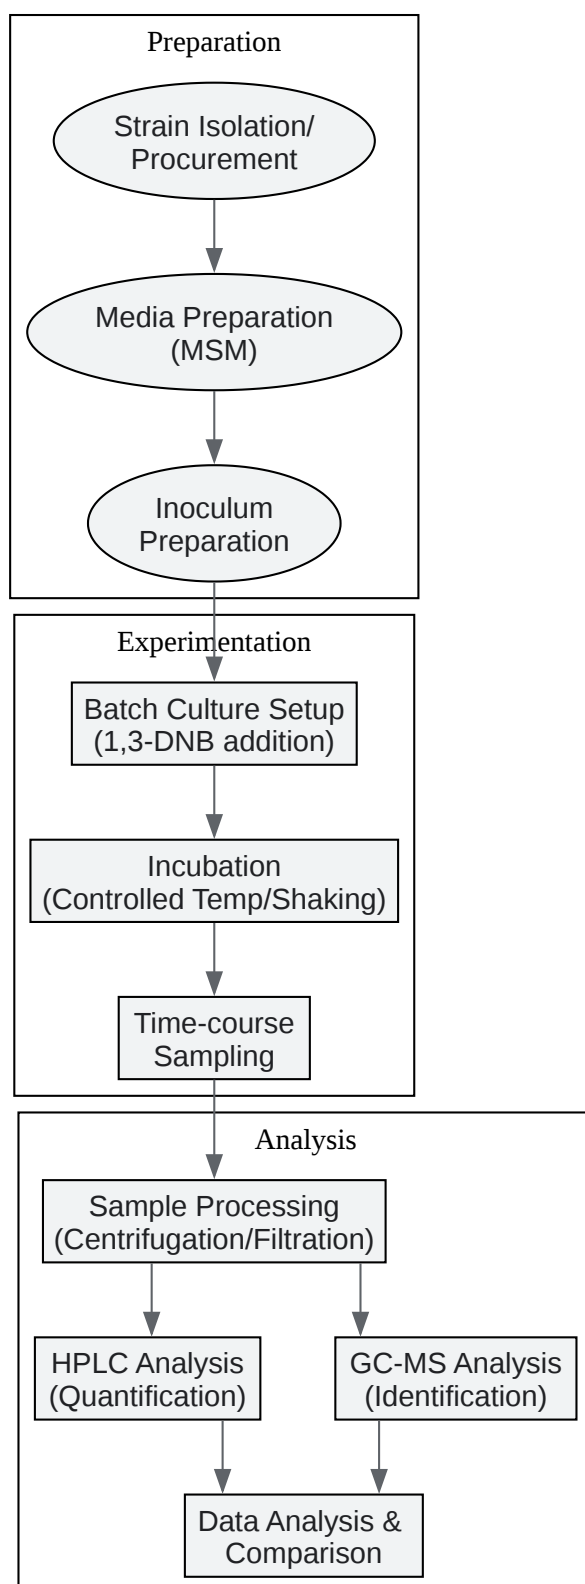 Preparation
Strain Isolation/
Procurement
Media Preparation
(MSM)
Inoculum
Preparation
Experimentation
Batch Culture Setup
(1,3-DNB addition)
Incubation
(Controlled Temp/Shaking)
Time-course
Sampling
Analysis
Sample Processing
(Centrifugation/Filtration)
HPLC Analysis
(Quantification)
GC-MS Analysis
(Identification)
Data Analysis &
Comparison